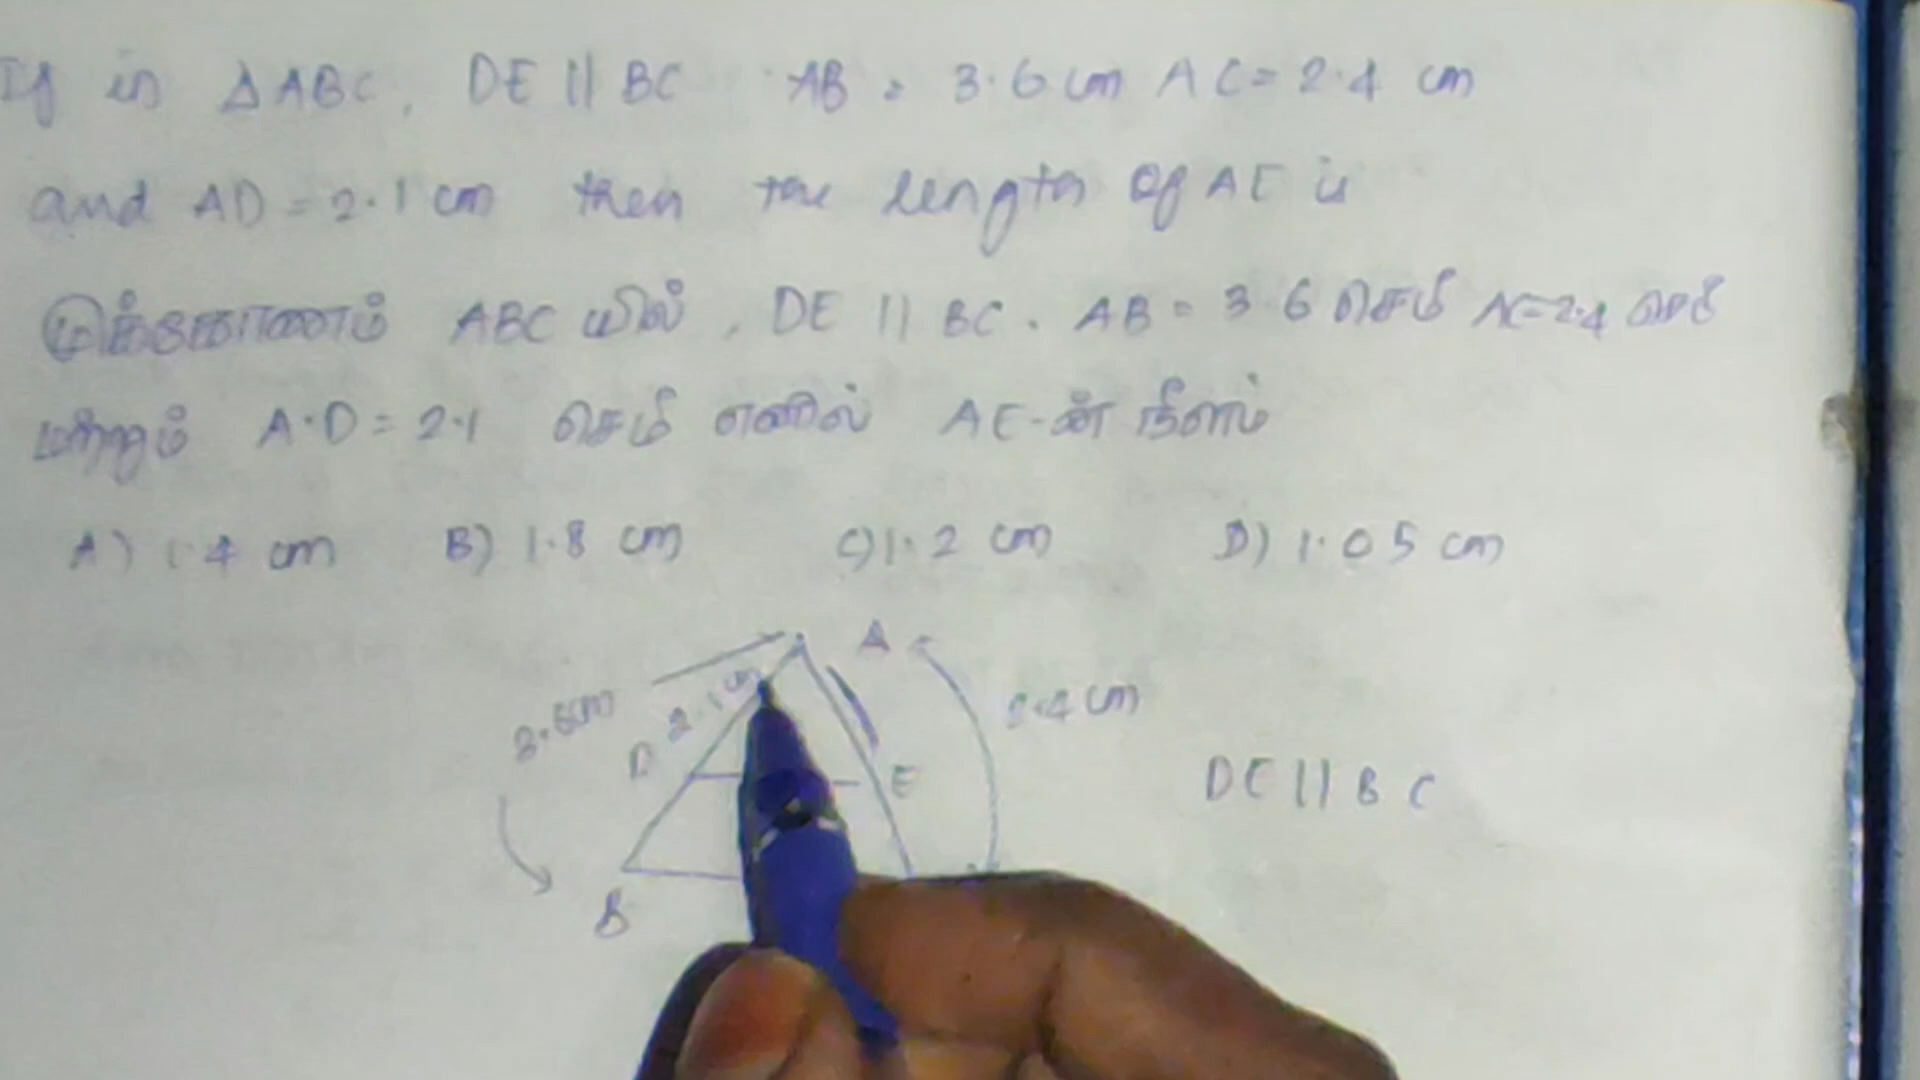 If in ΔABC, DE || BC AB = 3.6 cm AC = 2.4 cm
and AD = 2.1 cm then the length of AE is
முக்கோணம் ABC யில், DE || BC. AB = 3.6 செமீ AC=2.4 செமீ
மற்றும் A.D = 2.1 செமீ எனில் AE-ன் நீளம்
A) 1.4 cm B) 1.8 cm C) 1.2 cm D) 1.05 cm
A
3.6cm 2.1 cm 2.4 cm
D E DE || BC
B